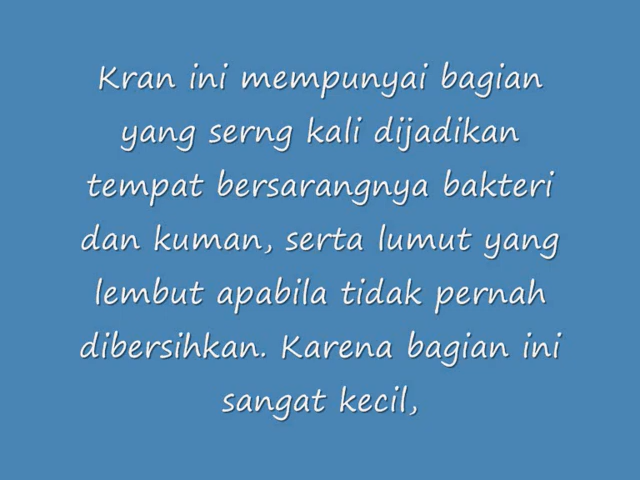 Kran ini mempunyai bagian
yang serng kali dijadikan
tempat bersarangnya bakteri
dan kuman, serta lumut yang
lembut apabila tidak pernah
dibersihkan. Karena bagian ini
sangat kecil,